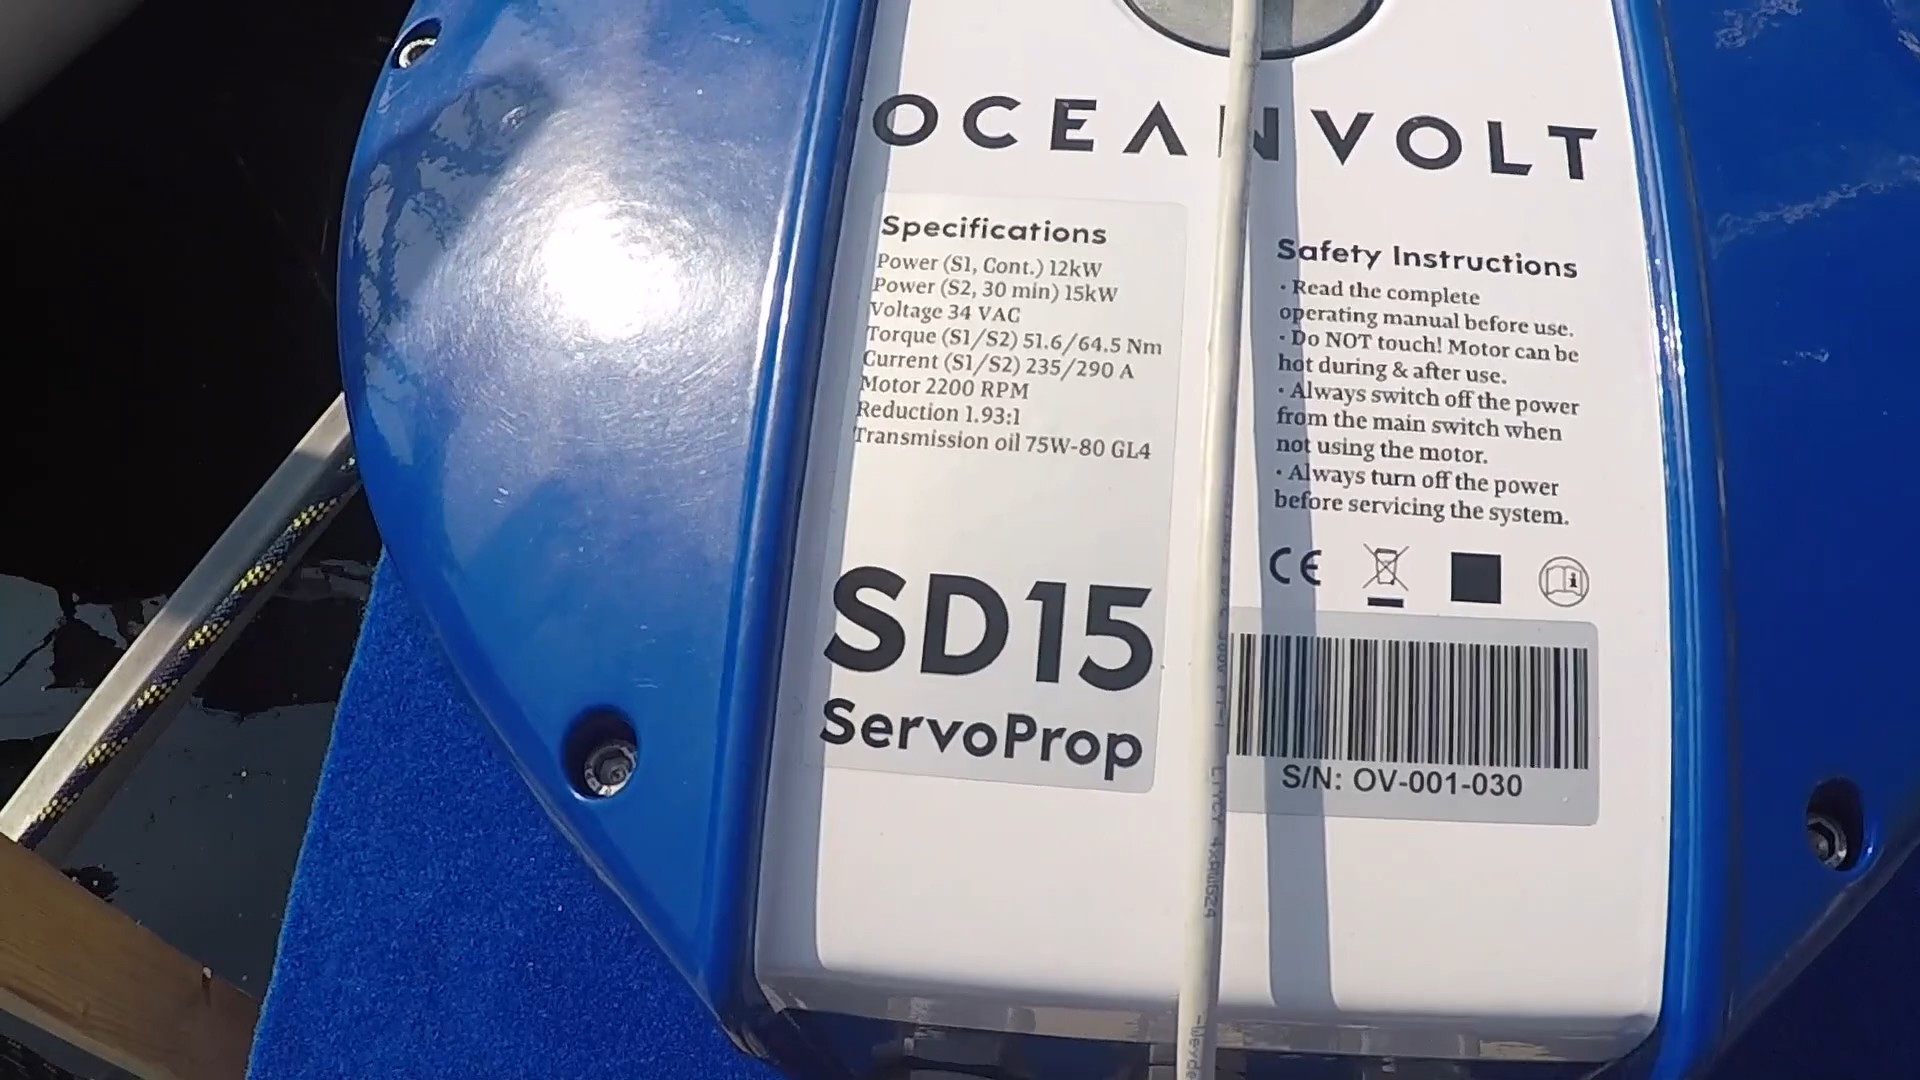 OCEANVOLT
Specifications
Power (S1, Cont.) 12kW
Power (S2, 30 min) 15kW
Voltage 34 VAC
Torque (S1/S2) 51.6/64.5 Nm
Current (S1/S2) 235/290 A
Motor 2200 RPM
Reduction 1.93:1
Transmission oil 75W-80 GL4
SD15
ServoProp
Safety Instructions
· Read the complete
operating manual before use.
· Do NOT touch! Motor can be
hot during & after use.
· Always switch off the power
from the main switch when
not using the motor.
· Always turn off the power
before servicing the system.
CE
S/N: OV-001-030